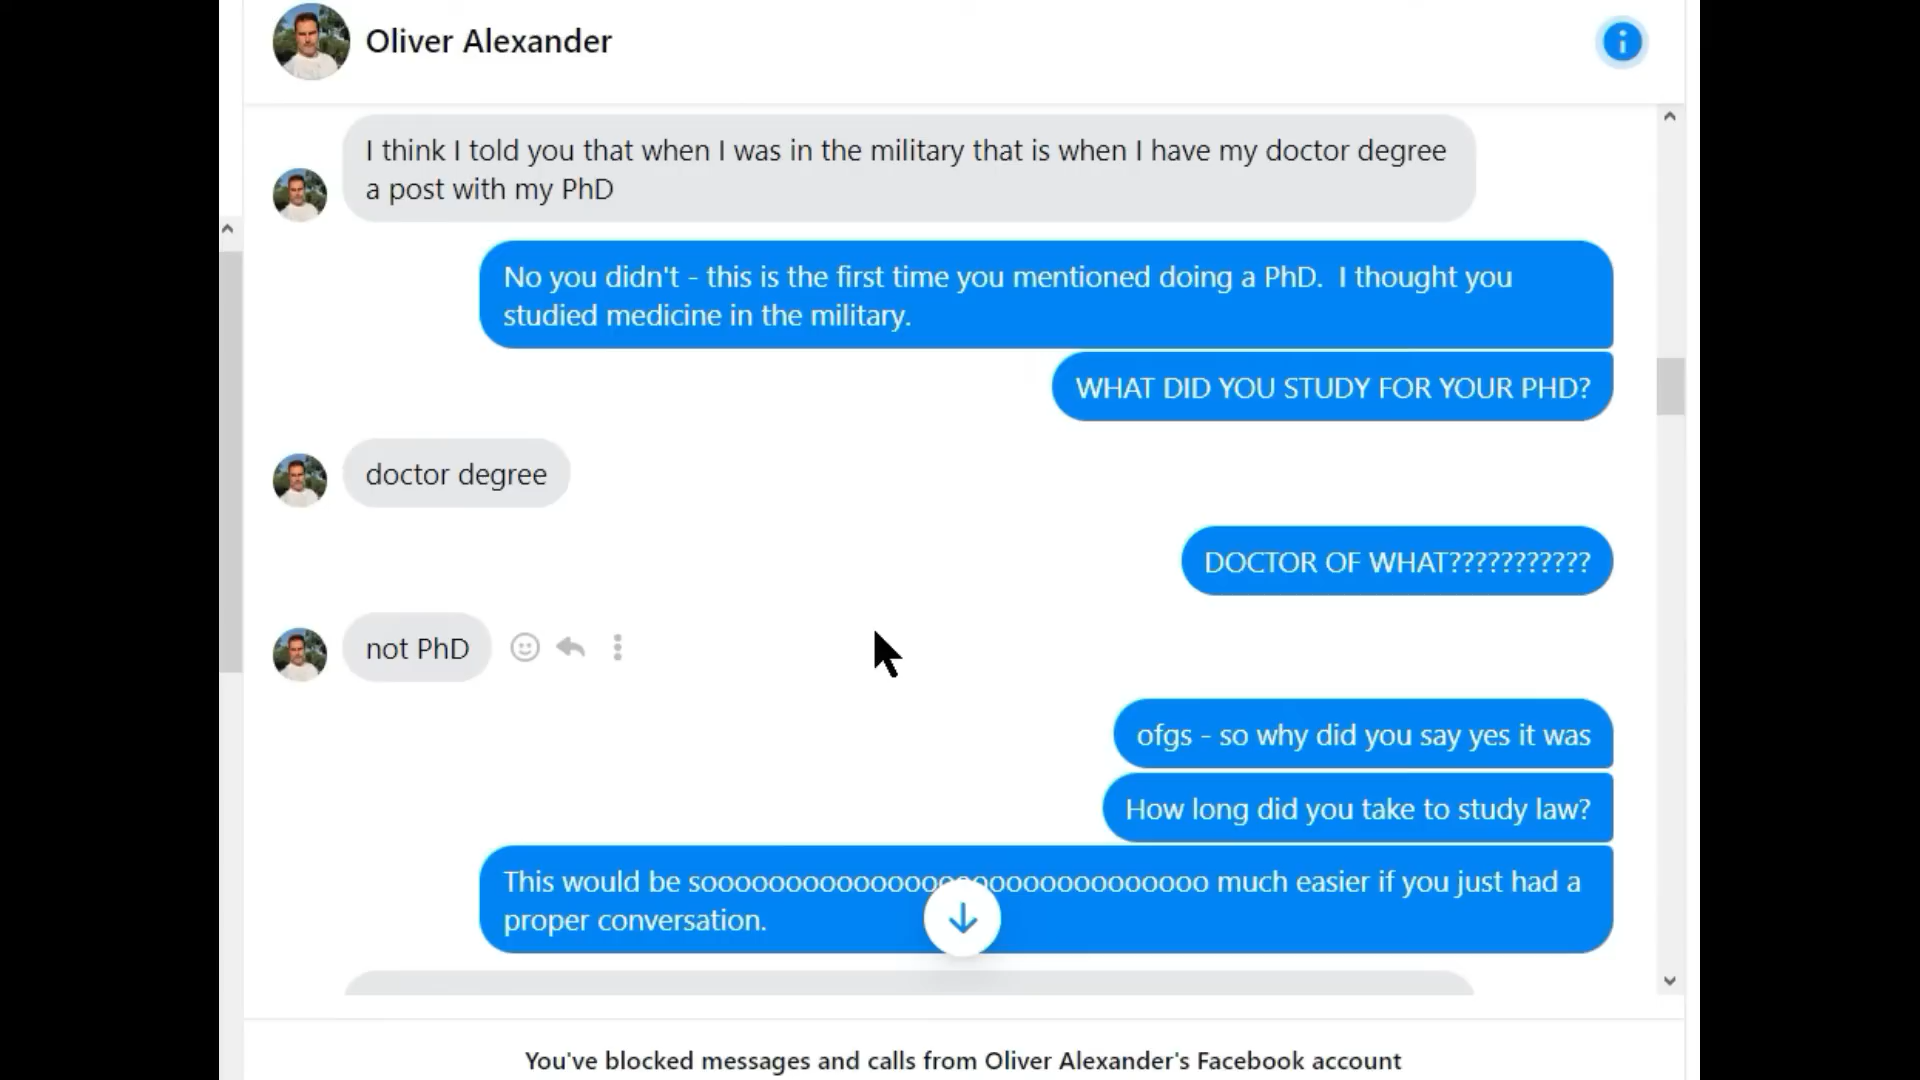 Oliver Alexander
I think I told you that when I was in the military that is when I have my doctor degree
a post with my PhD
No you didn't - this is the first time you mentioned doing a PhD.  I thought you
studied medicine in the military.
WHAT DID YOU STUDY FOR YOUR PHD?
doctor degree
DOCTOR OF WHAT???????????
not PhD
ofgs - so why did you say yes it was
How long did you take to study law?
This would be soooooooooooooooooooooooooooooooo much easier if you just had a
proper conversation.
You've blocked messages and calls from Oliver Alexander's Facebook account